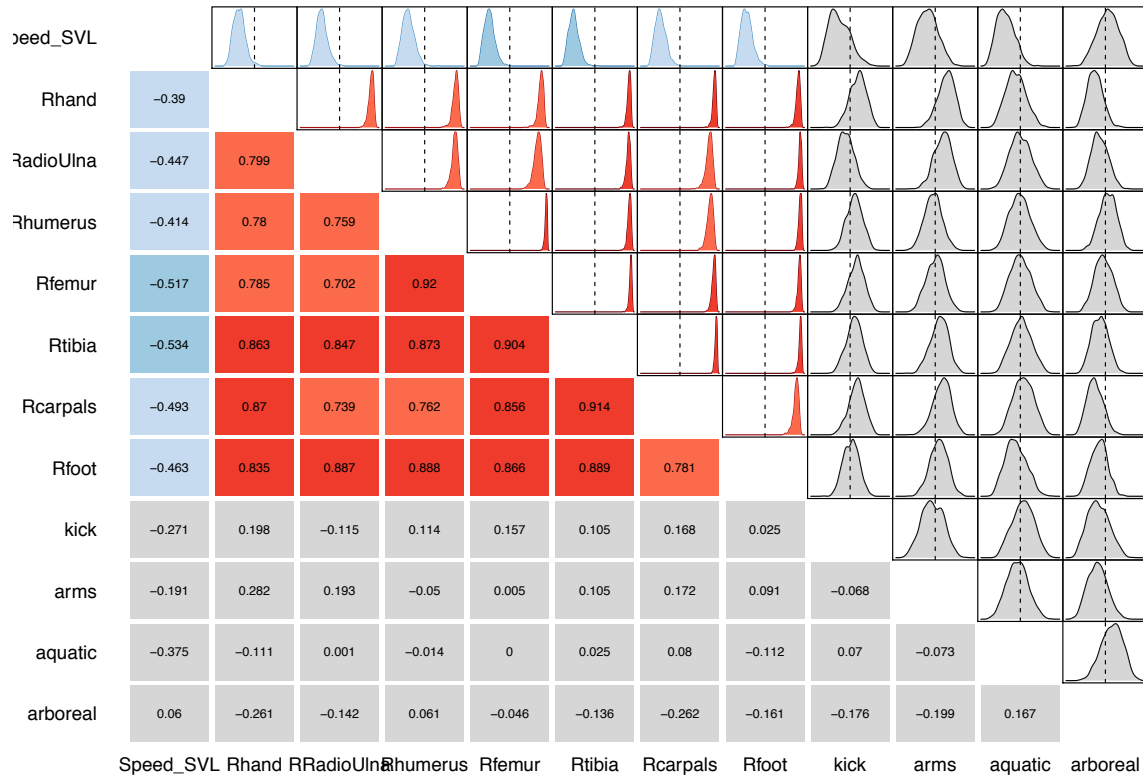 peed_SVL
Rhand −0.39
RadioUlna −0.447 0.799
Rhumerus −0.414 0.78 0.759
Rfemur −0.517 0.785 0.702 0.92
Rtibia −0.534 0.863 0.847 0.873 0.904
Rcarpals −0.493 0.87 0.739 0.762 0.856 0.914
Rfoot −0.463 0.835 0.887 0.888 0.866 0.889 0.781
kick −0.271 0.198 −0.115 0.114 0.157 0.105 0.168 0.025
arms −0.191 0.282 0.193 −0.05 0.005 0.105 0.172 0.091 −0.068
aquatic −0.375 −0.111 0.001 −0.014 0 0.025 0.08 −0.112 0.07 −0.073
arboreal 0.06 −0.261 −0.142 0.061 −0.046 −0.136 −0.262 −0.161 −0.176 −0.199 0.167
Speed_SVL Rhand RRadioUlna Rhumerus Rfemur Rtibia Rcarpals Rfoot kick arms aquatic arboreal